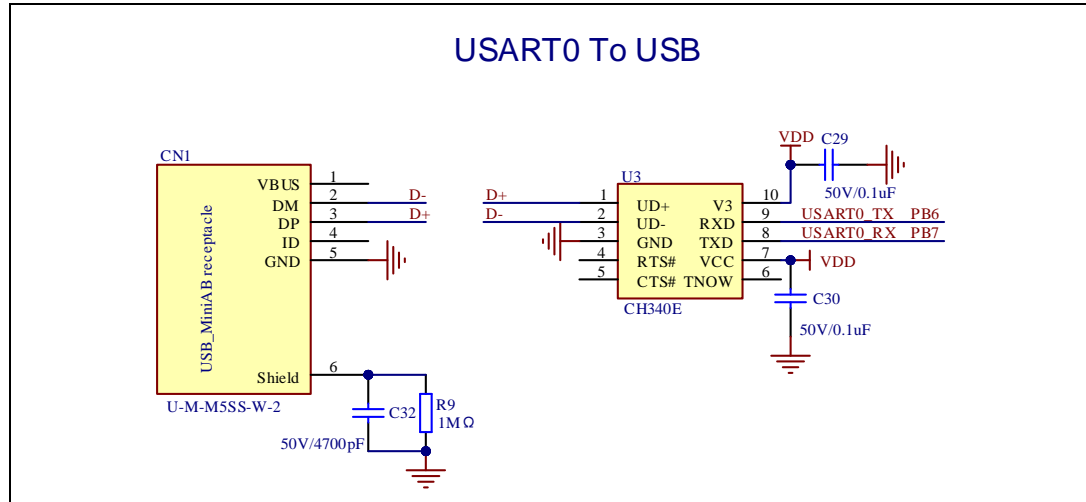 USART0 To USB
CN1
VBUS 1
DM 2 D-
DP 3 D+
ID 4
GND 5
USB_MiniAB receptacle
Shield 6
U-M-M5SS-W-2
C32
50V/4700pF
R9
1MΩ
U3
D+ 1 UD+ V3 10
D- 2 UD- RXD 9 USART0_TX PB6
3 GND TXD 8 USART0_RX PB7
4 RTS# VCC 7 VDD
5 CTS# TNOW 6
CH340E
VDD
C29
50V/0.1uF
C30
50V/0.1uF